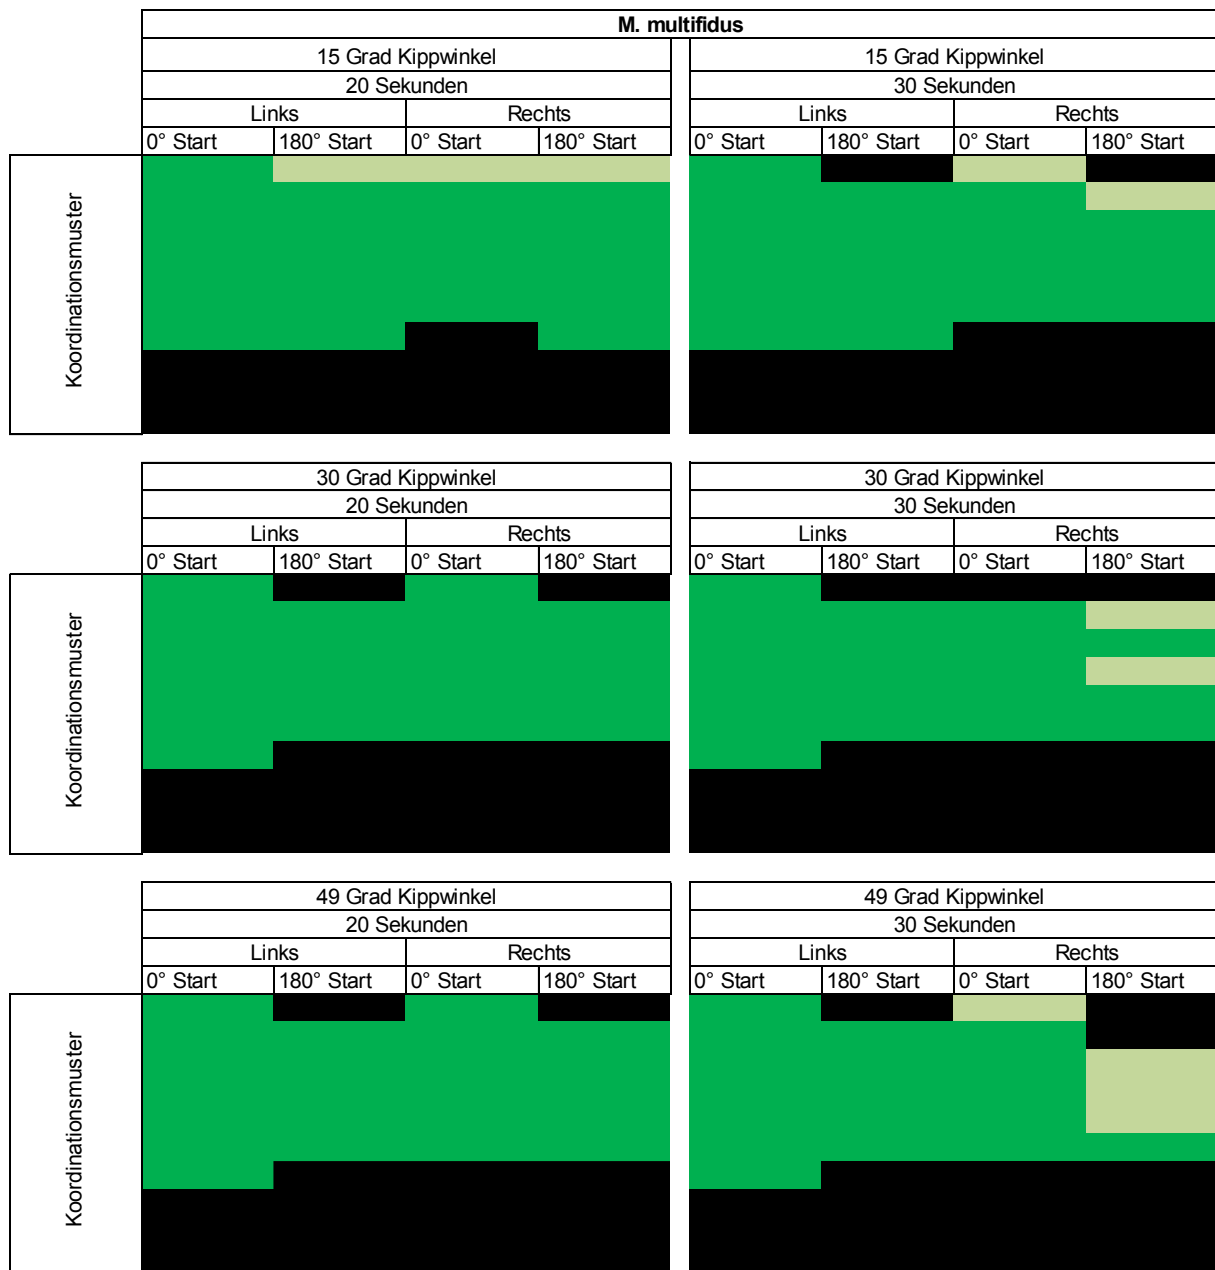 M. multifidus
15 Grad Kippwinkel 15 Grad Kippwinkel
20 Sekunden 30 Sekunden
Links Rechts Links Rechts
0° Start 180° Start 0° Start 180° Start 0° Start 180° Start 0° Start 180° Start
Koordinationsmuster
30 Grad Kippwinkel 30 Grad Kippwinkel
20 Sekunden 30 Sekunden
Links Rechts Links Rechts
0° Start 180° Start 0° Start 180° Start 0° Start 180° Start 0° Start 180° Start
Koordinationsmuster
49 Grad Kippwinkel 49 Grad Kippwinkel
20 Sekunden 30 Sekunden
Links Rechts Links Rechts
0° Start 180° Start 0° Start 180° Start 0° Start 180° Start 0° Start 180° Start
Koordinationsmuster